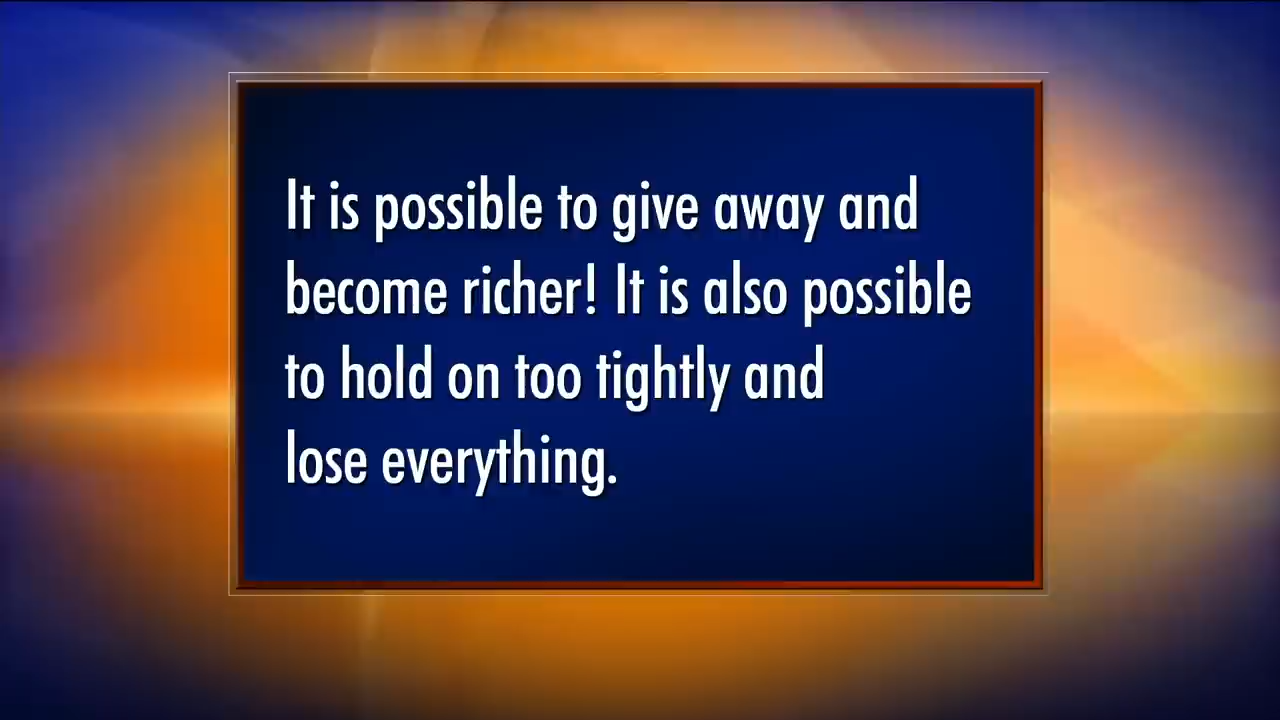 It is possible to give away and
become richer! It is also possible
to hold on too tightly and
lose everything.